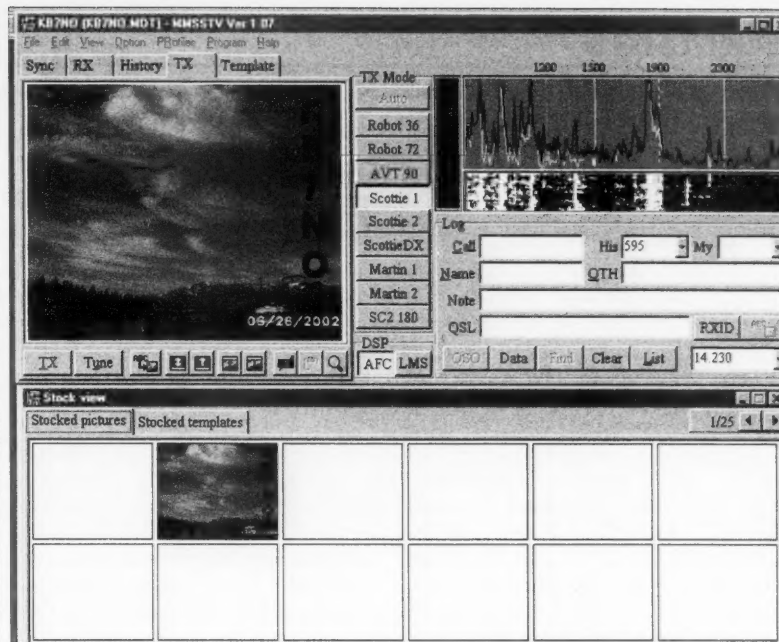 KB7NO (KB7NO.MDT) - MMSSTV Ver 1.07
File Edit View Option PRofiles Program Help
Sync RX History TX Template
TX Mode
Auto
Robot 36
Robot 72
AVT 90
Scottie 1
Scottie 2
ScottieDX
Martin 1
Martin 2
SC2 180
DSP
AFC LMS
1200 1500 1900 2000
06/26/2002
TX Tune
Log
Call His 595 My
Name QTH
Note
QSL RXID
QSO Data Find Clear List 14.230
Stock view
Stocked pictures Stocked templates 1/25